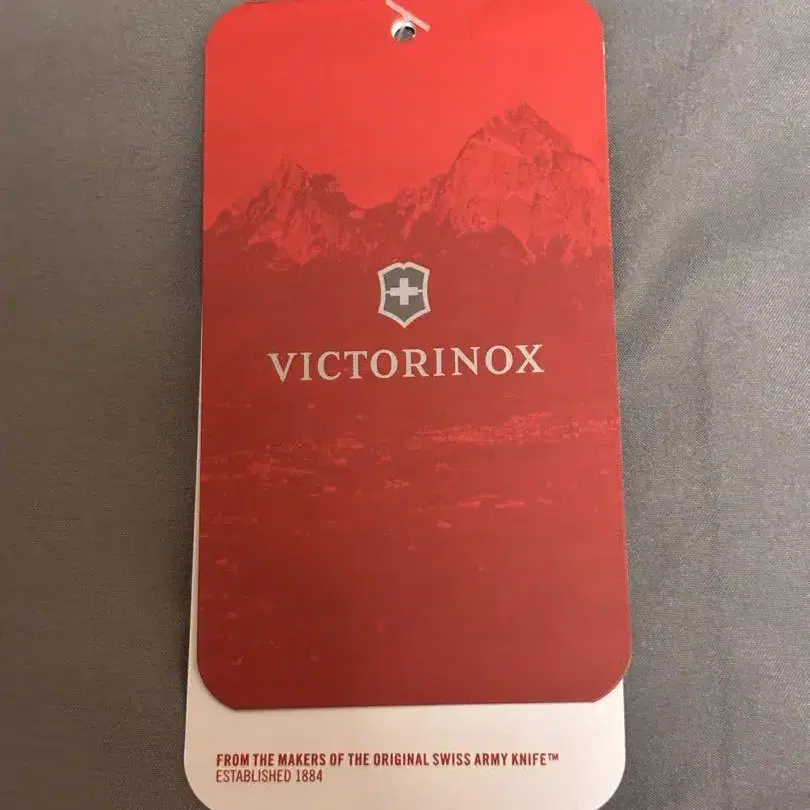 VICTORINOX
FROM THE MAKERS OF THE ORIGINAL SWISS ARMY KNIFE™
ESTABLISHED 1884